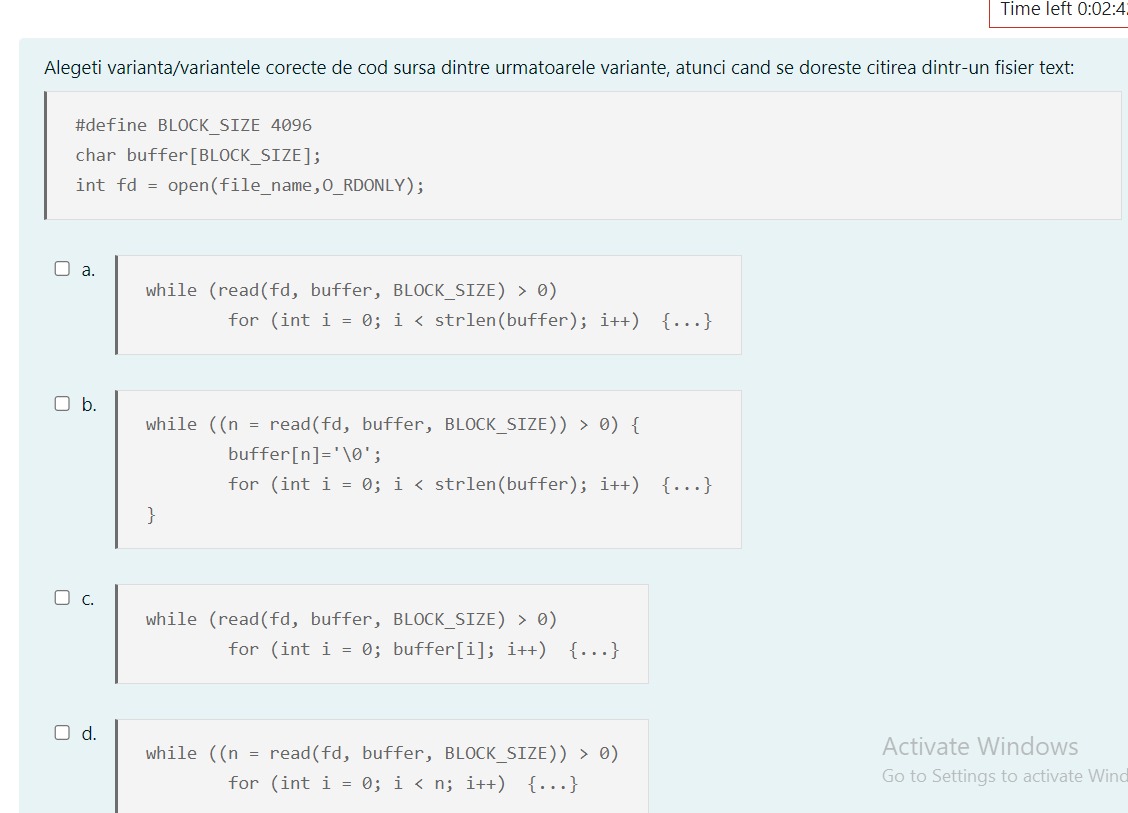 Time left 0:02:4
Alegeti varianta/variantele corecte de cod sursa dintre urmatoarele variante, atunci cand se doreste citirea dintr-un fisier text:
#define BLOCK_SIZE 4096
char buffer[BLOCK_SIZE];
int fd = open(file_name,O_RDONLY);
a.
while (read(fd, buffer, BLOCK_SIZE) > 0)
for (int i = 0; i < strlen(buffer); i++) {...}
b.
while ((n = read(fd, buffer, BLOCK_SIZE)) > 0) {
buffer[n]='\0';
for (int i = 0; i < strlen(buffer); i++) {...}
}
c.
while (read(fd, buffer, BLOCK_SIZE) > 0)
for (int i = 0; buffer[i]; i++) {...}
d.
while ((n = read(fd, buffer, BLOCK_SIZE)) > 0)
for (int i = 0; i < n; i++) {...}
Activate Windows
Go to Settings to activate Wind